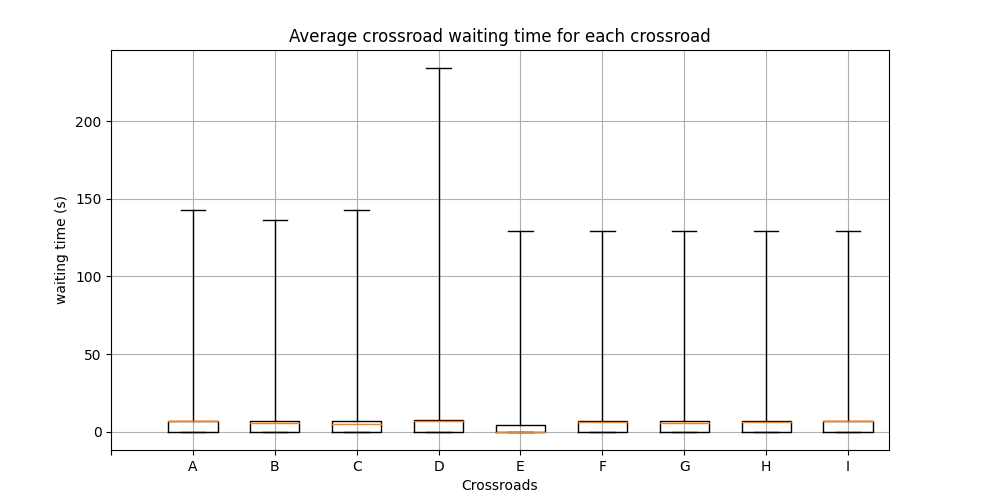 Average crossroad waiting time for each crossroad
waiting time (s)
200
150
100
50
0
A B C D E F G H I
Crossroads